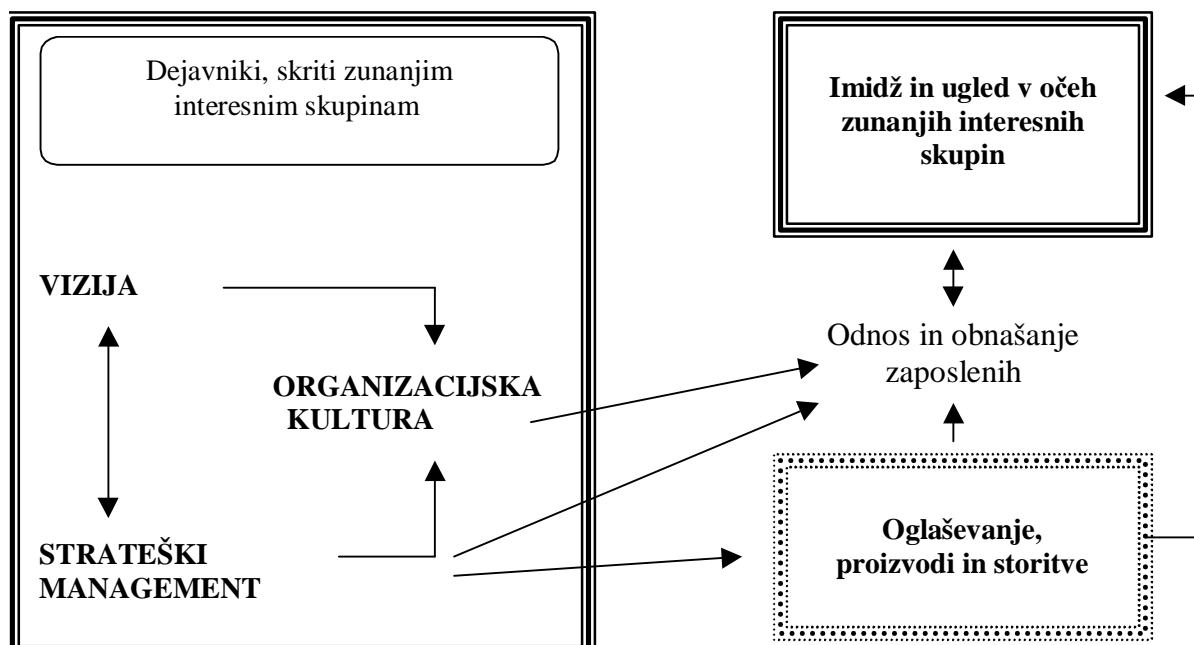 Dejavniki, skriti zunanjim
interesnim skupinam
VIZIJA
ORGANIZACIJSKA
KULTURA
STRATEŠKI
MANAGEMENT
Imidž in ugled v očeh
zunanjih interesnih
skupin
Odnos in obnašanje
zaposlenih
Oglaševanje,
proizvodi in storitve